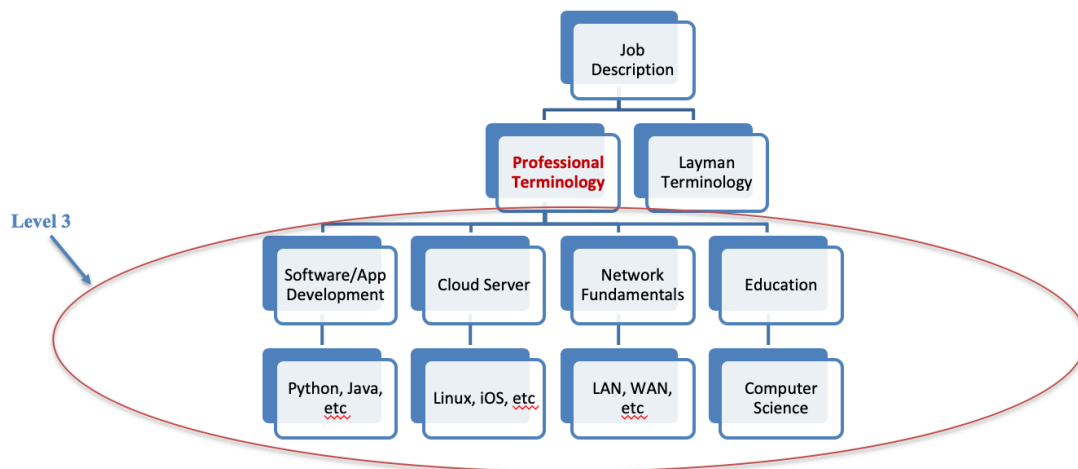 Job
Description
Professional
Terminology
Layman
Terminology
Level 3
Software/App
Development
Cloud Server
Network
Fundamentals
Education
Python, Java,
etc
Linux, iOS, etc
LAN, WAN,
etc
Computer
Science